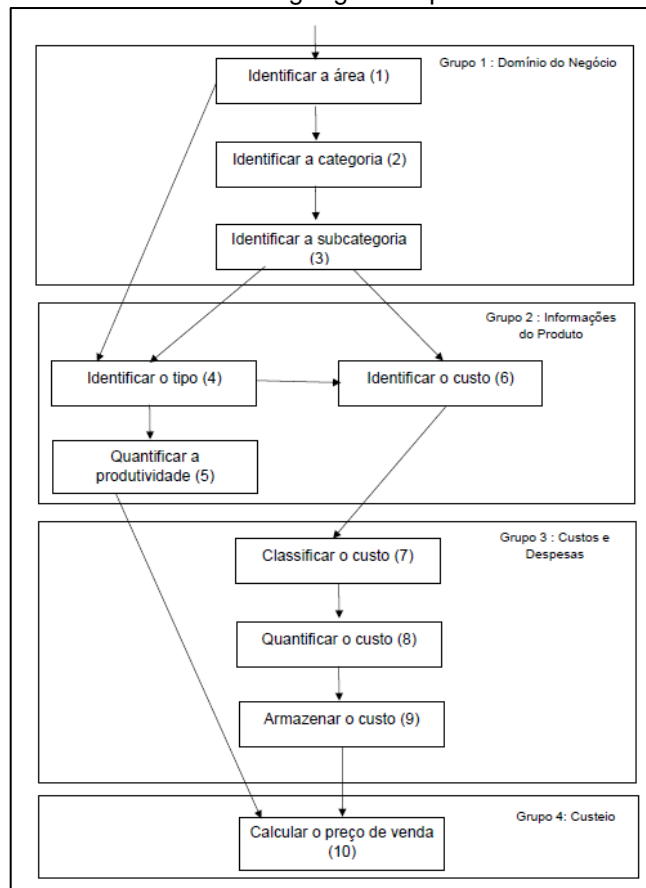 Grupo 1 : Domínio do Negócio
Identificar a área (1)
Identificar a categoria (2)
Identificar a subcategoria
(3)
Grupo 2 : Informações
do Produto
Identificar o tipo (4)
Identificar o custo (6)
Quantificar a
produtividade (5)
Grupo 3 : Custos e
Despesas
Classificar o custo (7)
Quantificar o custo (8)
Armazenar o custo (9)
Grupo 4: Custeio
Calcular o preço de venda
(10)